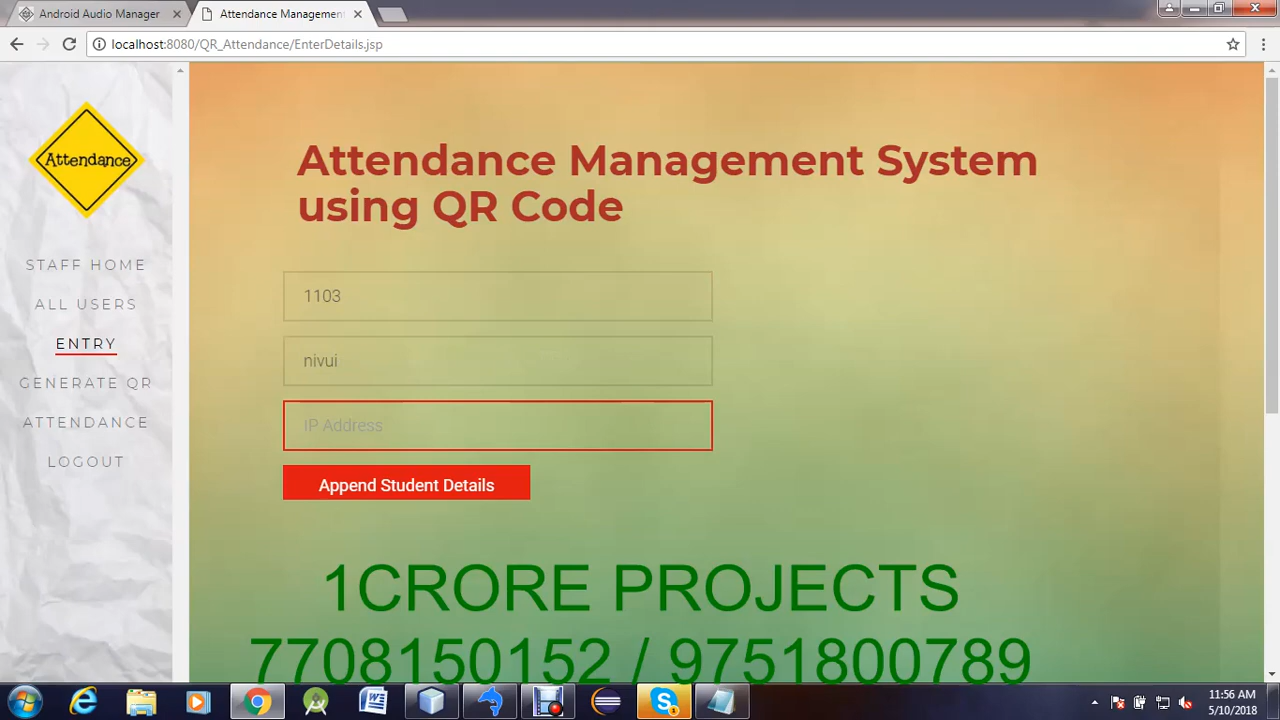 Android Audio Manager
Attendance Management
localhost:8080/QR_Attendance/EnterDetails.jsp
Attendance
STAFF HOME
ALL USERS
ENTRY
GENERATE QR
ATTENDANCE
LOGOUT
Attendance Management System
using QR Code
1103
nivui
IP Address
Append Student Details
1CRORE PROJECTS
7708150152 / 9751800789
11:56 AM
5/10/2018